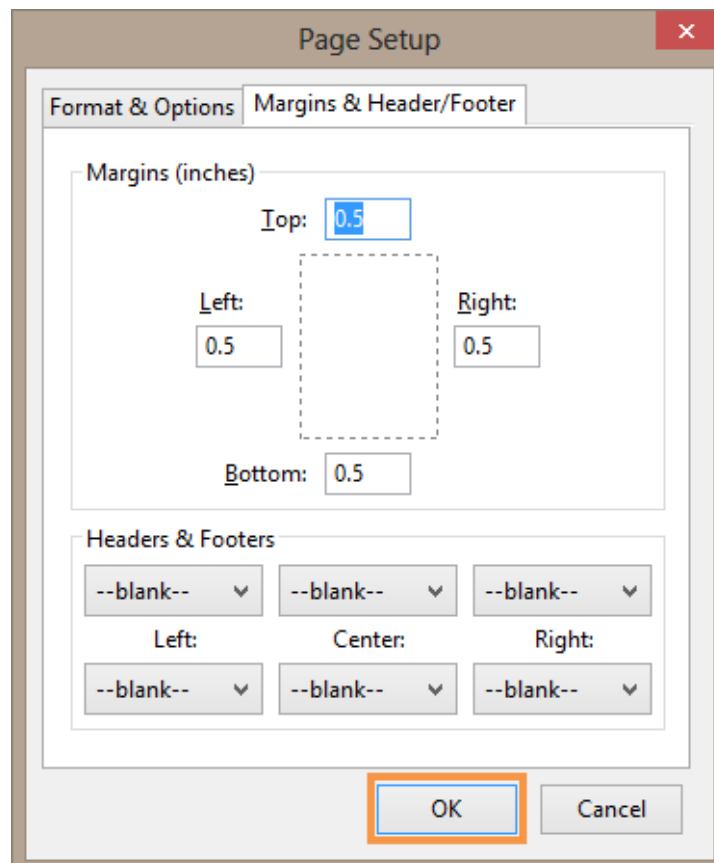 Page Setup
Format & Options
Margins & Header/Footer
Margins (inches)
Top: 0.5
Left: Right:
0.5 0.5
Bottom: 0.5
Headers & Footers
--blank-- --blank-- --blank--
Left: Center: Right:
--blank-- --blank-- --blank--
OK Cancel